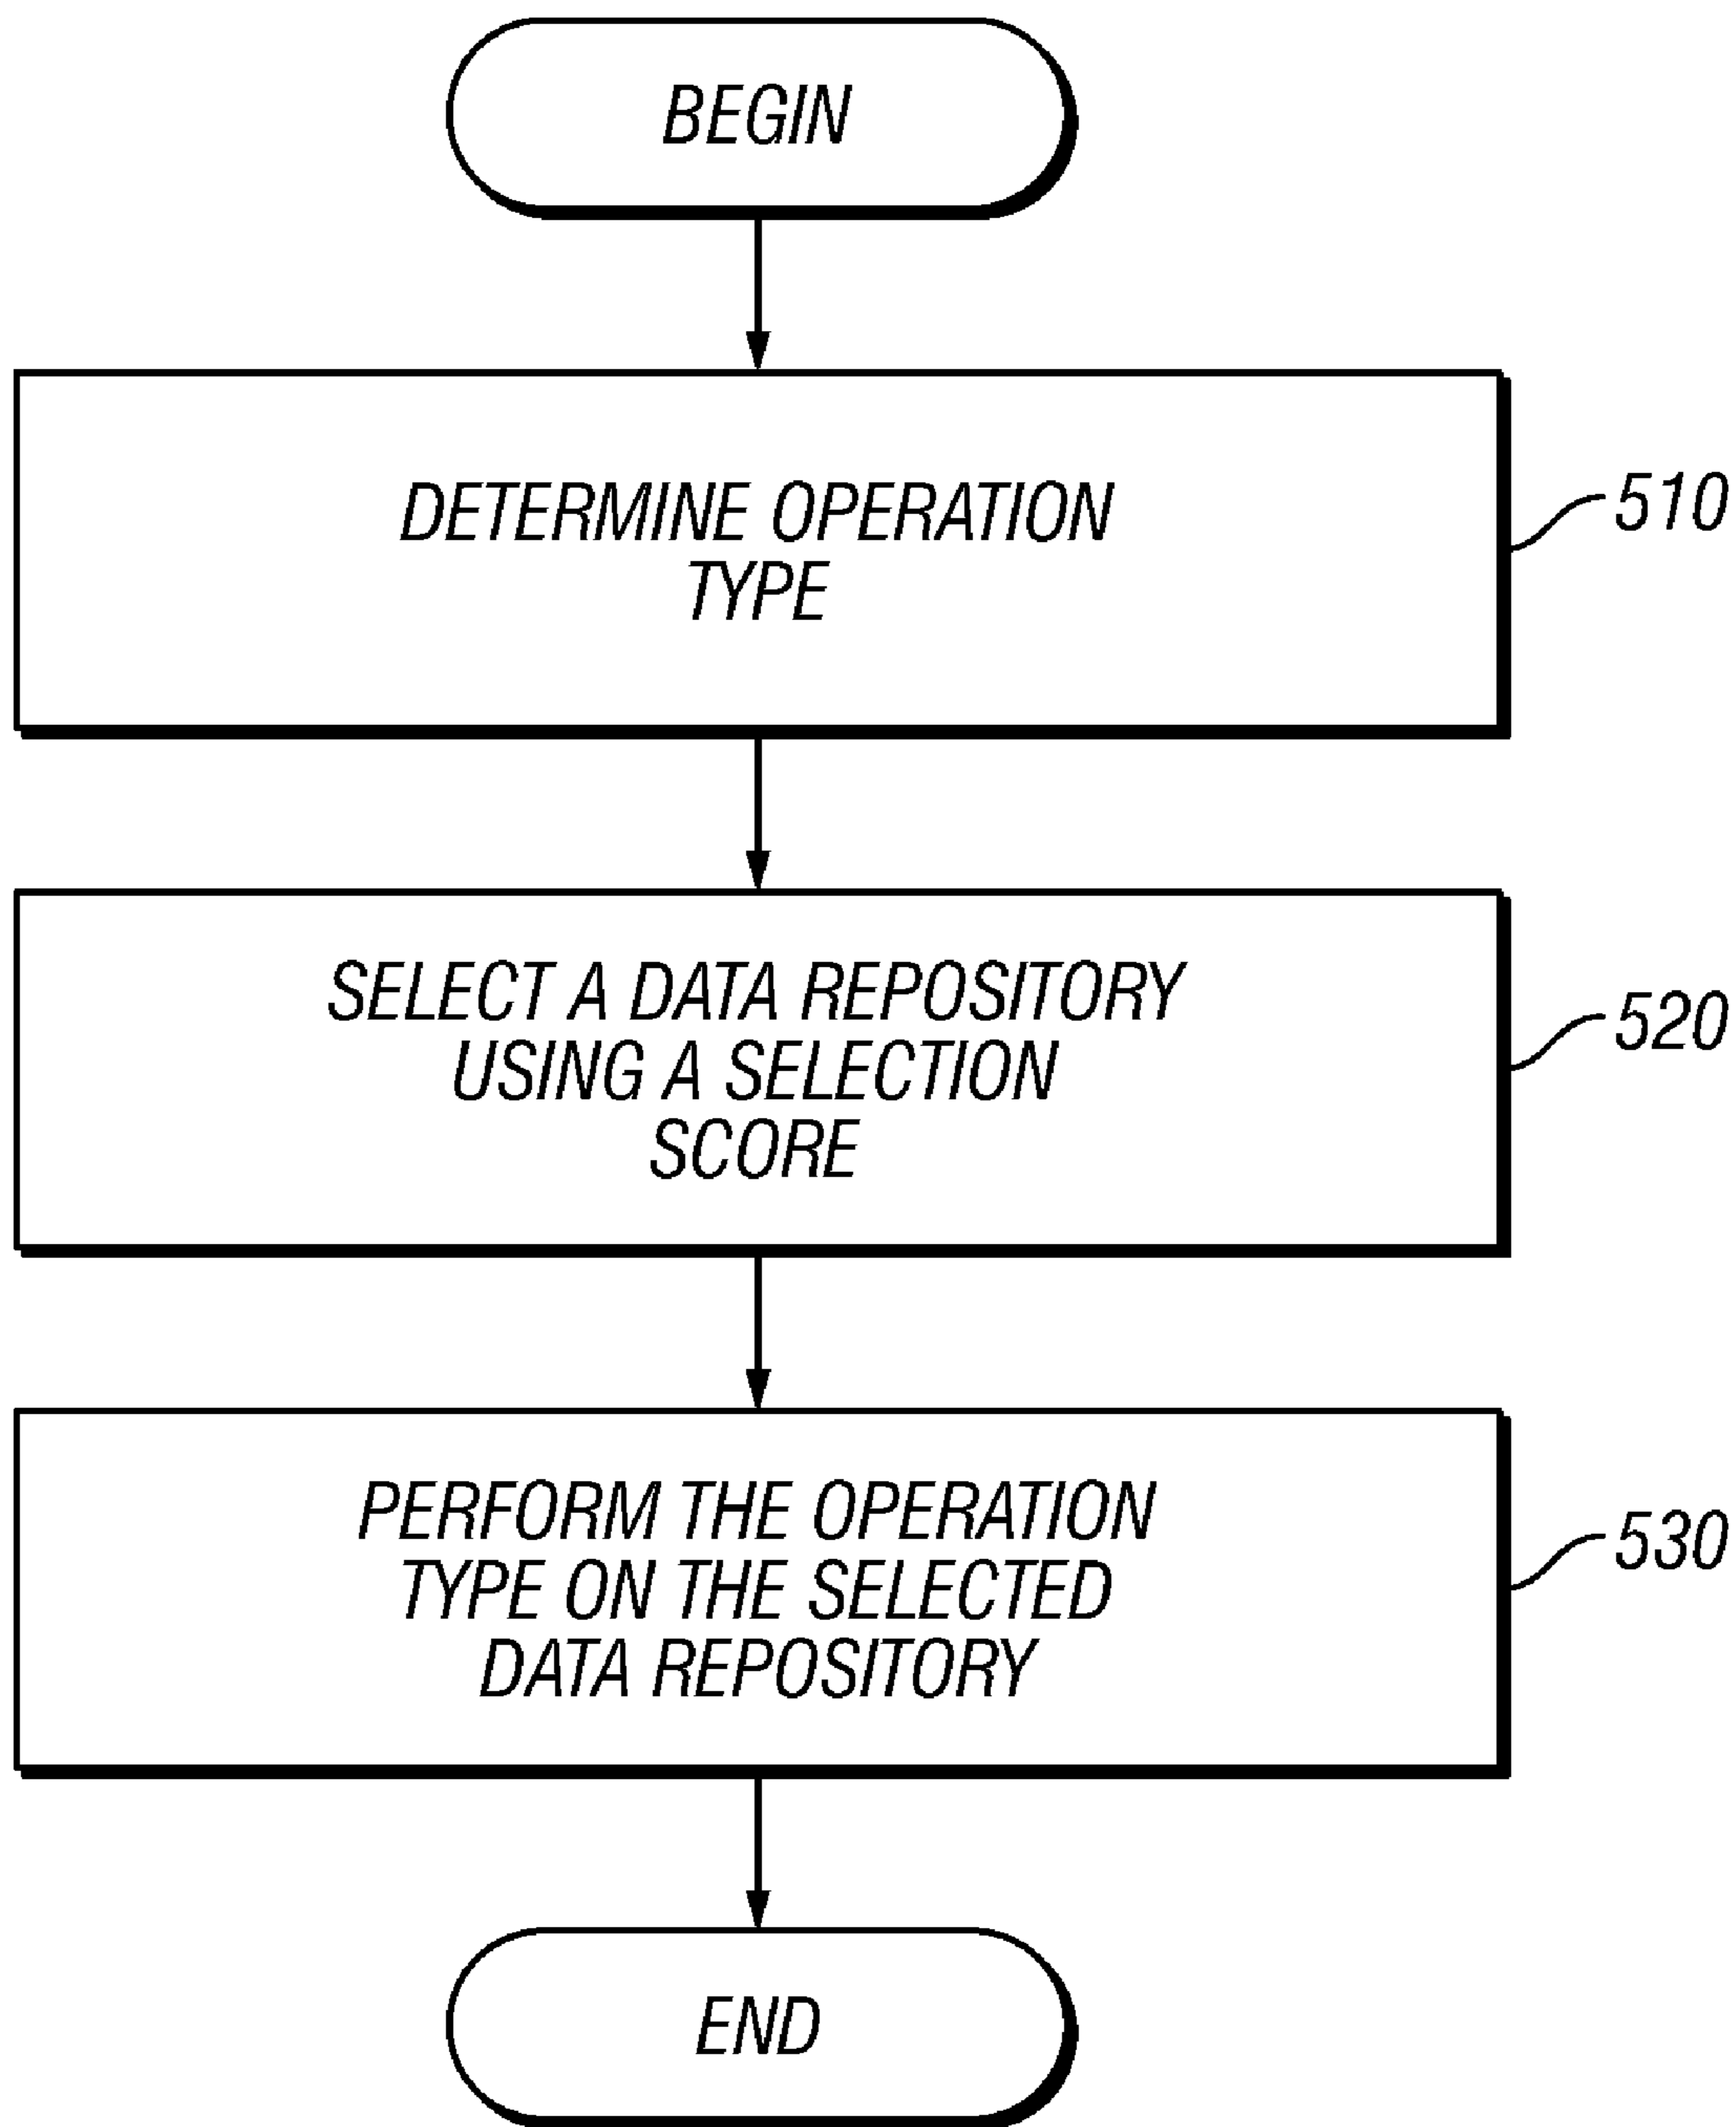 BEGIN
DETERMINE OPERATION
TYPE
510
SELECT A DATA REPOSITORY
USING A SELECTION
SCORE
520
PERFORM THE OPERATION
TYPE ON THE SELECTED
DATA REPOSITORY
530
END